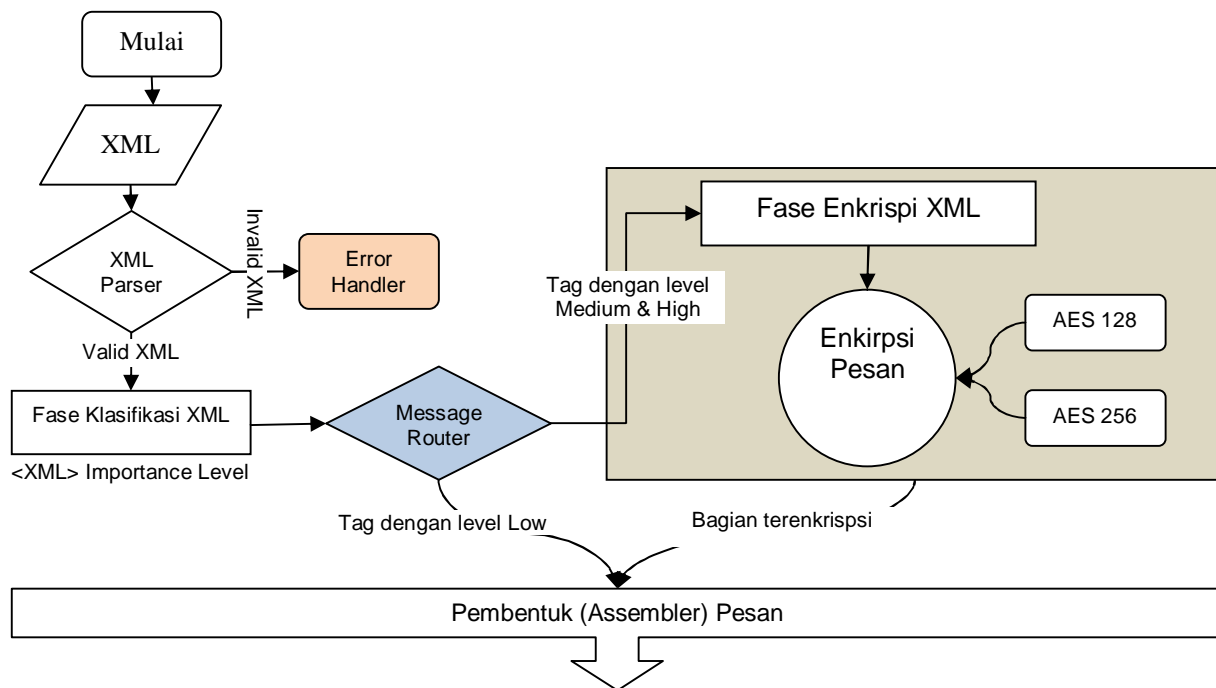 Mulai
XML
XML
Parser
Invalid XML
Error
Handler
Valid XML
Fase Klasifikasi XML
<XML> Importance Level
Message
Router
Tag dengan level
Medium & High
Fase Enkrispi XML
Enkirpsi
Pesan
AES 128
AES 256
Tag dengan level Low
Bagian terenkrispsi
Pembentuk (Assembler) Pesan